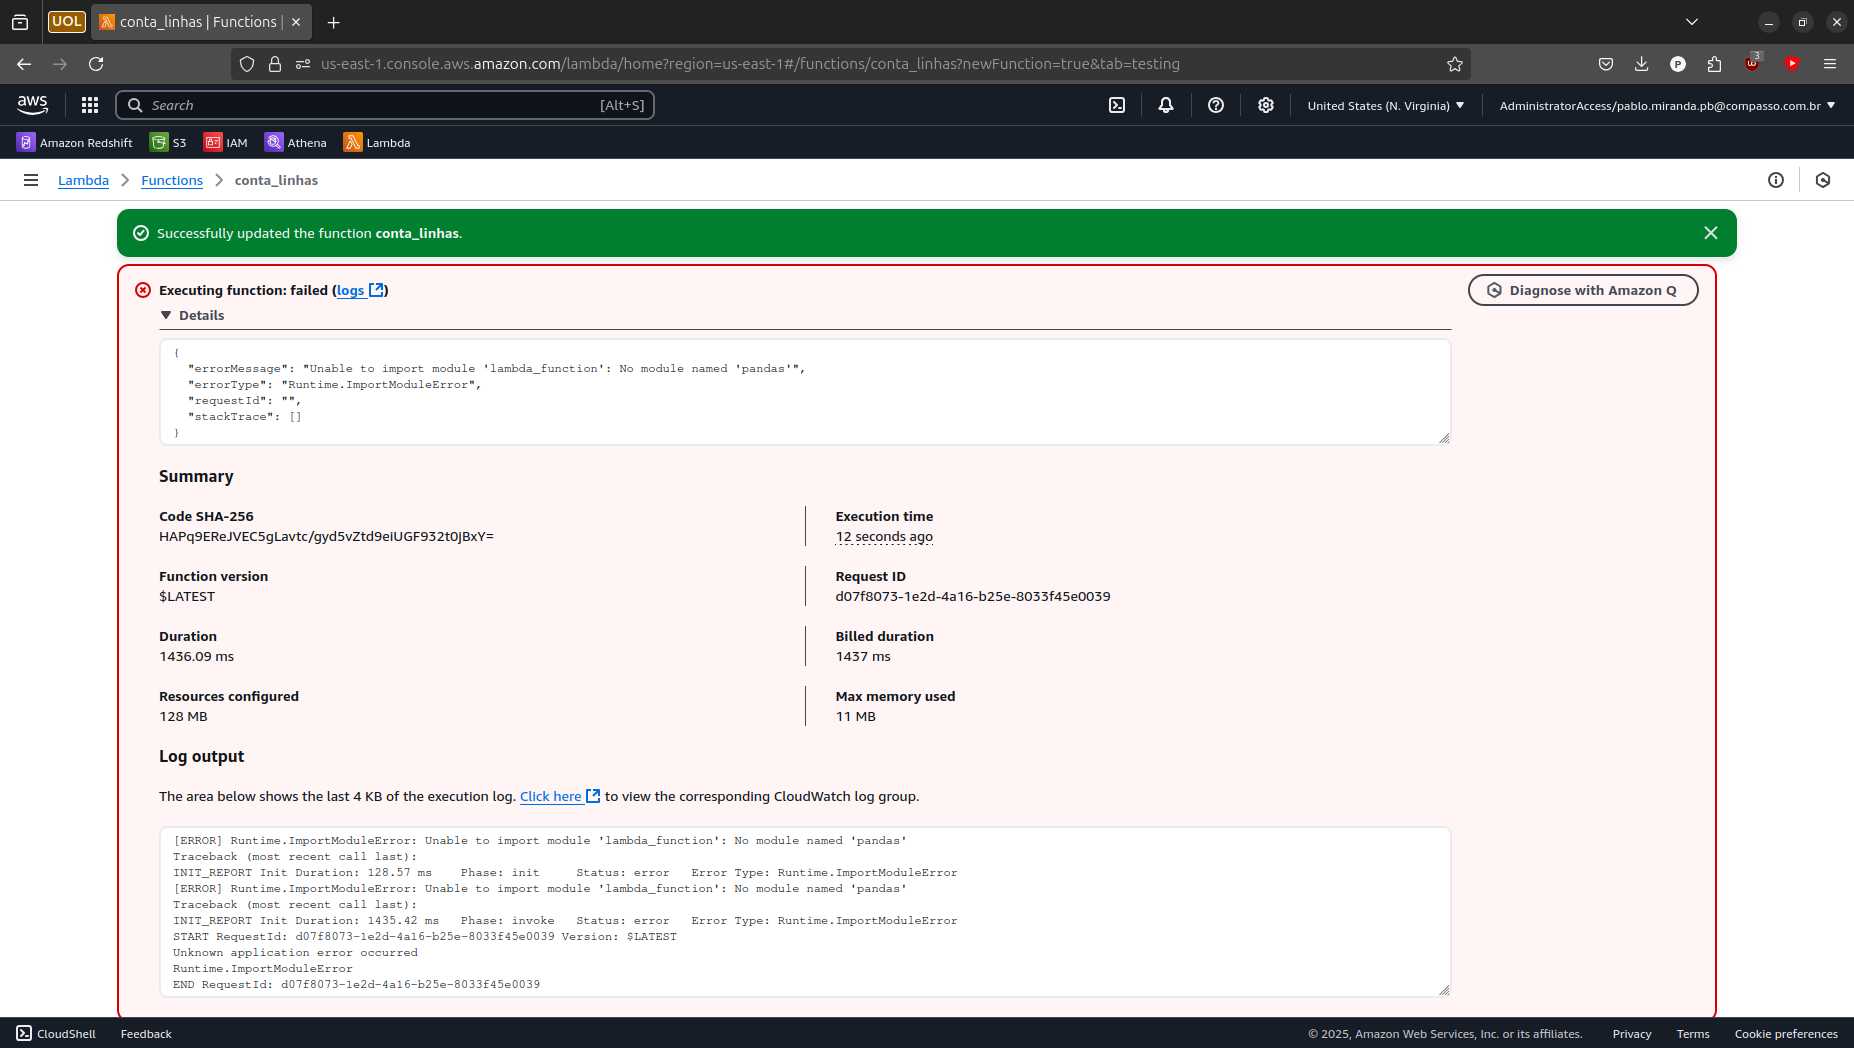 UOL
conta_linhas | Functions |
us-east-1.console.aws.amazon.com/lambda/home?region=us-east-1#/functions/conta_linhas?newFunction=true&tab=testing
P
3
aws
Search
[Alt+S]
United States (N. Virginia)
AdministratorAccess/pablo.miranda.pb@compasso.com.br
Amazon Redshift
S3
IAM
Athena
Lambda
Lambda
Functions
conta_linhas
Successfully updated the function conta_linhas.
Executing function: failed (logs)
Diagnose with Amazon Q
Details
{
"errorMessage": "Unable to import module 'lambda_function': No module named 'pandas'",
"errorType": "Runtime.ImportModuleError",
"requestId": "",
"stackTrace": []
}
Summary
Code SHA-256
HAPq9EReJVEC5gLavtc/gyd5vZtd9eiUGF932t0jBxY=
Execution time
12 seconds ago
Function version
$LATEST
Request ID
d07f8073-1e2d-4a16-b25e-8033f45e0039
Duration
1436.09 ms
Billed duration
1437 ms
Resources configured
128 MB
Max memory used
11 MB
Log output
The area below shows the last 4 KB of the execution log. Click here to view the corresponding CloudWatch log group.
[ERROR] Runtime.ImportModuleError: Unable to import module 'lambda_function': No module named 'pandas'
Traceback (most recent call last):
INIT_REPORT Init Duration: 128.57 ms Phase: init Status: error Error Type: Runtime.ImportModuleError
[ERROR] Runtime.ImportModuleError: Unable to import module 'lambda_function': No module named 'pandas'
Traceback (most recent call last):
INIT_REPORT Init Duration: 1435.42 ms Phase: invoke Status: error Error Type: Runtime.ImportModuleError
START RequestId: d07f8073-1e2d-4a16-b25e-8033f45e0039 Version: $LATEST
Unknown application error occurred
Runtime.ImportModuleError
END RequestId: d07f8073-1e2d-4a16-b25e-8033f45e0039
CloudShell
Feedback
© 2025, Amazon Web Services, Inc. or its affiliates.
Privacy
Terms
Cookie preferences